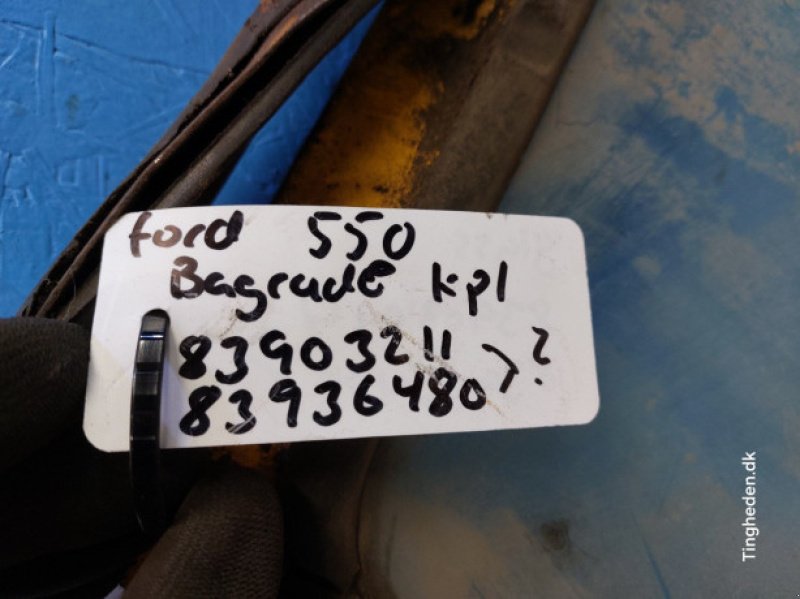 ford 550
Bagrude kpl
83903211 > ?
83936480
Tingheden.dk